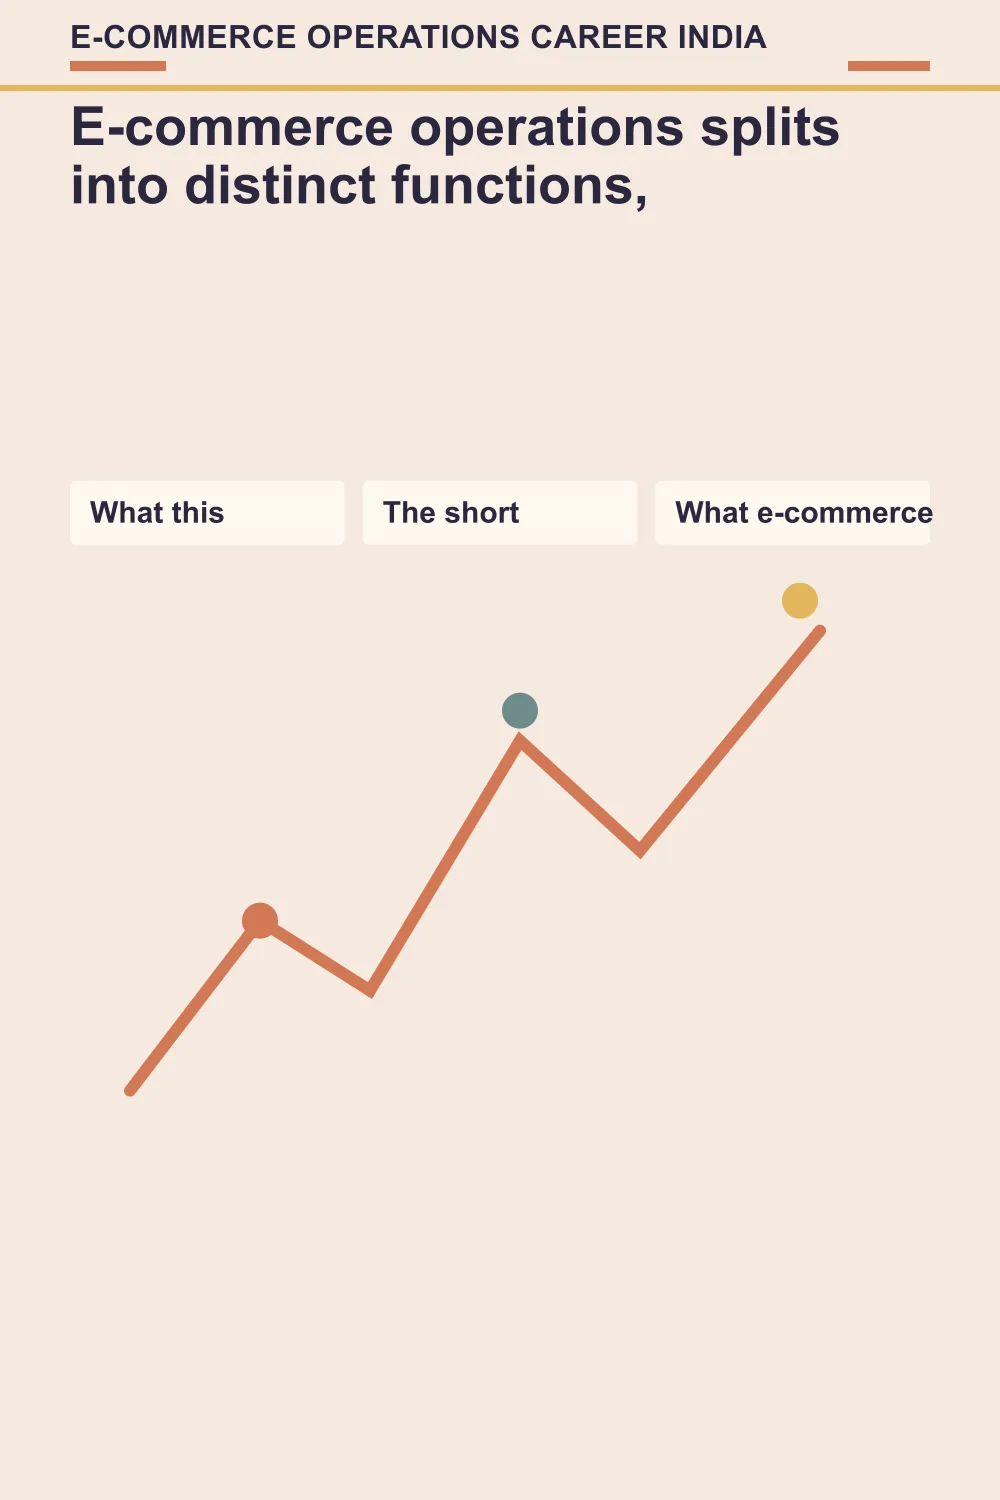 E-COMMERCE OPERATIONS CAREER INDIA
E-commerce operations splits
into distinct functions,
What this
The short
What e-commerce